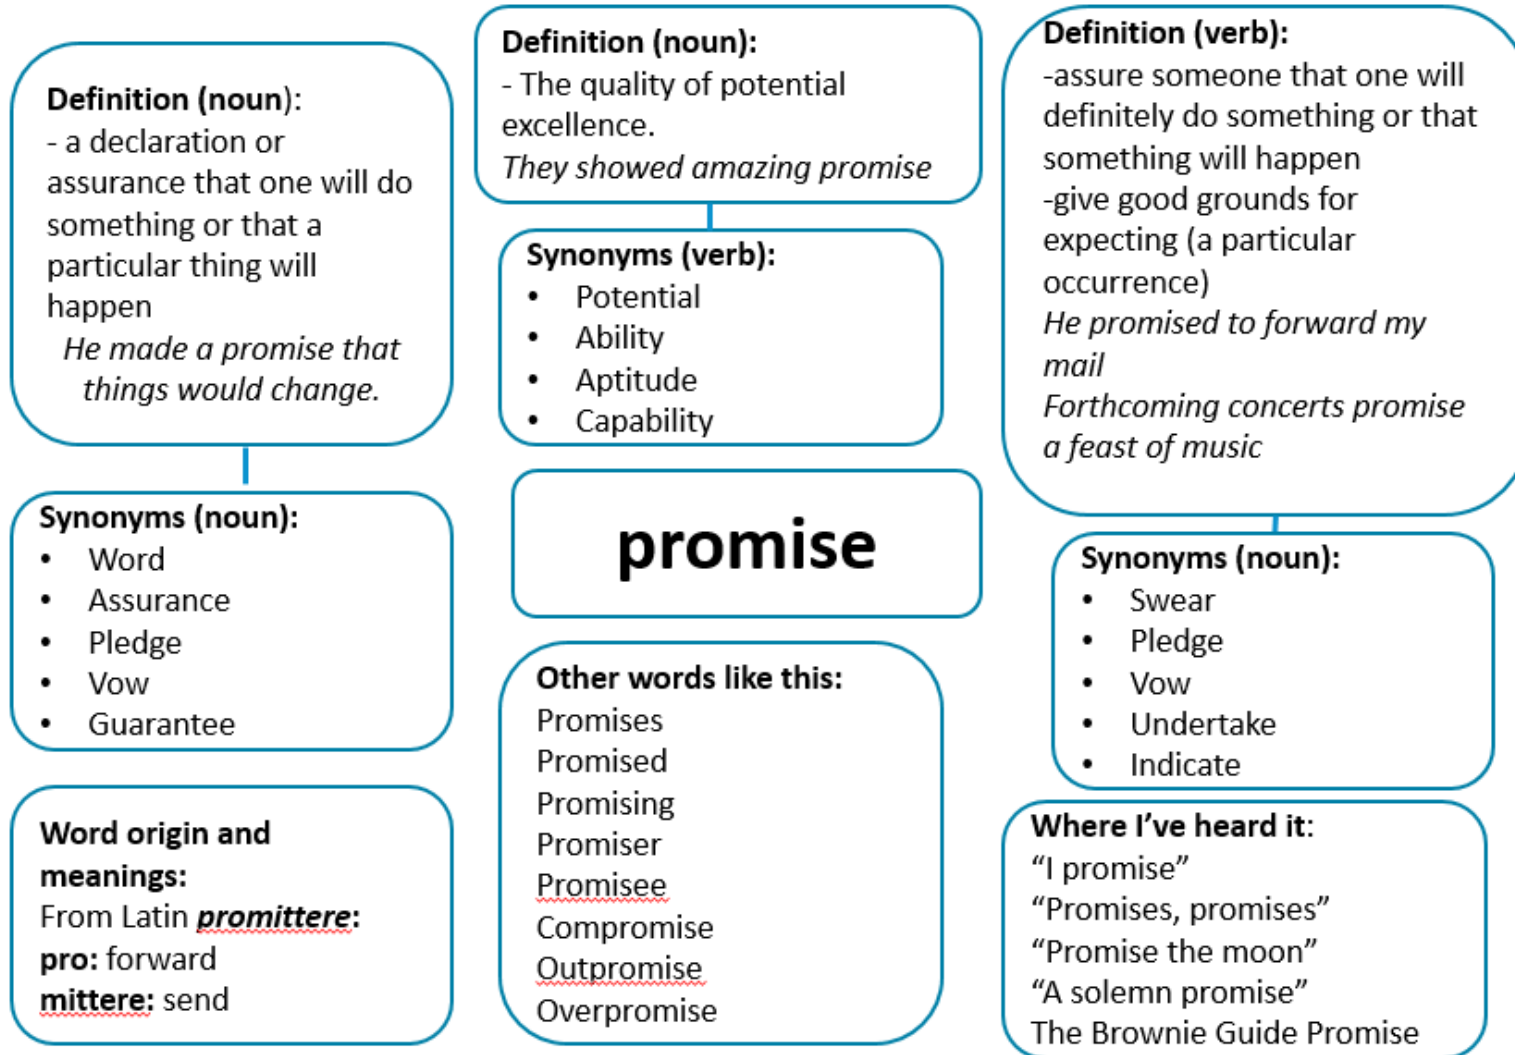 Definition (noun):
- a declaration or
assurance that one will do
something or that a
particular thing will
happen
He made a promise that
things would change.
Synonyms (noun):
• Word
• Assurance
• Pledge
• Vow
• Guarantee
Word origin and
meanings:
From Latin promittere:
pro: forward
mittere: send
Definition (noun):
- The quality of potential
excellence.
They showed amazing promise
Synonyms (verb):
• Potential
• Ability
• Aptitude
• Capability
promise
Other words like this:
Promises
Promised
Promising
Promiser
Promisee
Compromise
Outpromise
Overpromise
Definition (verb):
-assure someone that one will
definitely do something or that
something will happen
-give good grounds for
expecting (a particular
occurrence)
He promised to forward my
mail
Forthcoming concerts promise
a feast of music
Synonyms (noun):
• Swear
• Pledge
• Vow
• Undertake
• Indicate
Where I’ve heard it:
“I promise”
“Promises, promises”
“Promise the moon”
“A solemn promise”
The Brownie Guide Promise